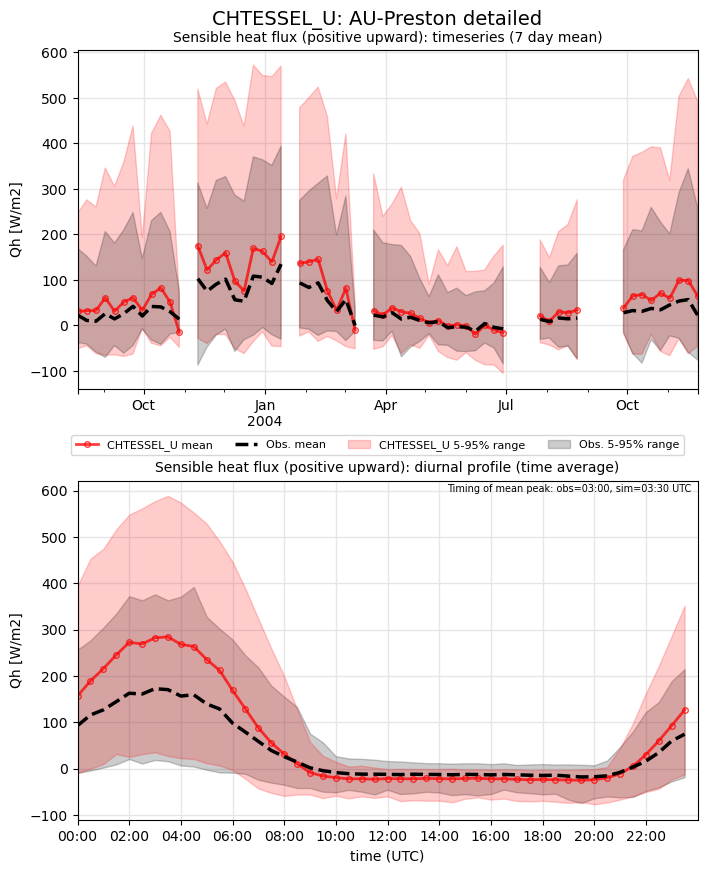 CHTESSEL_U: AU-Preston detailed
Sensible heat flux (positive upward): timeseries (7 day mean)
600
500
400
300
200
100
0
−100
Qh [W/m2]
Oct Jan Apr Jul Oct
2004
CHTESSEL_U mean Obs. mean CHTESSEL_U 5-95% range Obs. 5-95% range
Sensible heat flux (positive upward): diurnal profile (time average)
Timing of mean peak: obs=03:00, sim=03:30 UTC
600
500
400
300
200
100
0
−100
Qh [W/m2]
00:00 02:00 04:00 06:00 08:00 10:00 12:00 14:00 16:00 18:00 20:00 22:00
time (UTC)